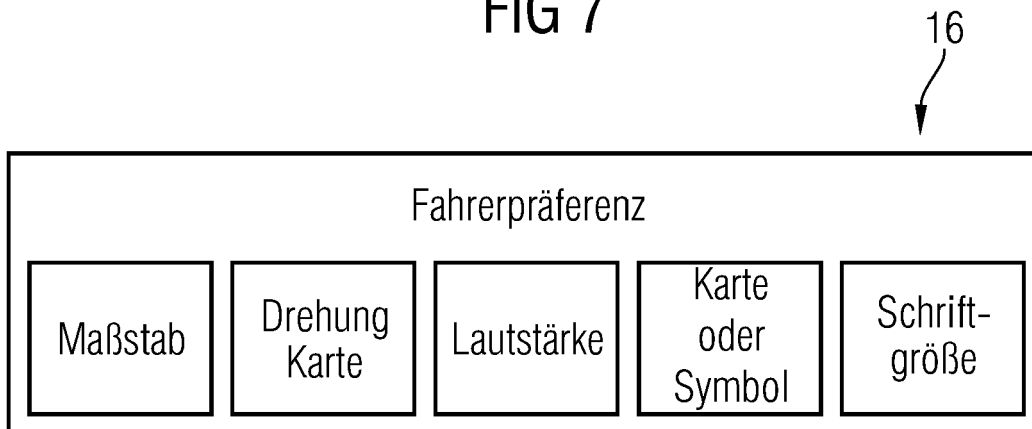 FIG 7
16
Fahrerpräferenz
Maßstab
Drehung
Karte
Lautstärke
Karte
oder
Symbol
Schrift-
größe